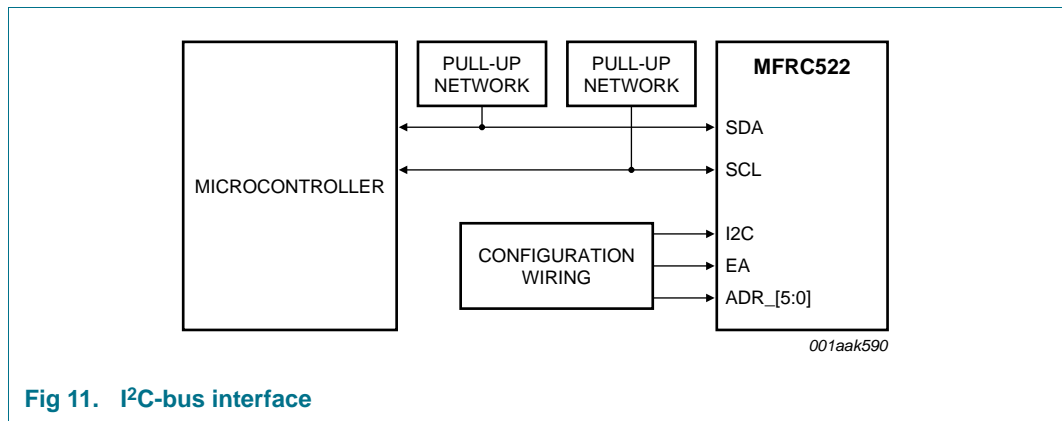 PULL-UP
NETWORK
PULL-UP
NETWORK
MFRC522
SDA
MICROCONTROLLER
SCL
CONFIGURATION
WIRING
I2C
EA
ADR_[5:0]
001aak590
Fig 11. I²C-bus interface